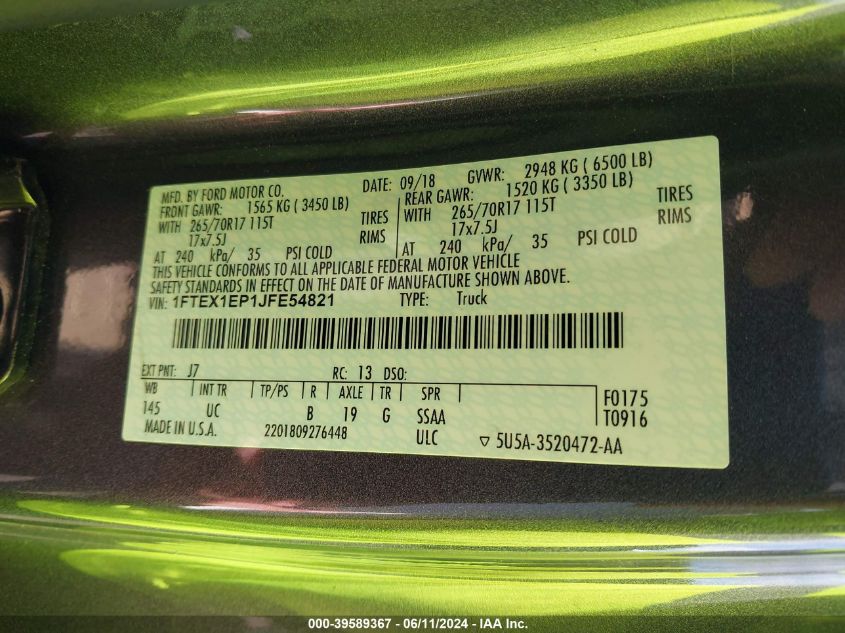 MFD. BY FORD MOTOR CO. DATE: 09/18 GVWR: 2948 KG ( 6500 LB)
FRONT GAWR: 1565 KG ( 3450 LB) REAR GAWR: 1520 KG ( 3350 LB)
WITH 265/70R17 115T TIRES WITH 265/70R17 115T TIRES
17x7.5J RIMS 17x7.5J RIMS
AT 240 kPa/ 35 PSI COLD AT 240 kPa/ 35 PSI COLD
THIS VEHICLE CONFORMS TO ALL APPLICABLE FEDERAL MOTOR VEHICLE
SAFETY STANDARDS IN EFFECT ON THE DATE OF MANUFACTURE SHOWN ABOVE.
VIN: 1FTEX1EP1JFE54821 TYPE: Truck
EXT PNT: J7 RC: 13 DSO:
WB INT TR TP/PS R AXLE TR SPR F0175
145 UC B 19 G SSAA T0916
MADE IN U.S.A. 2201809276448 ULC ▽ 5U5A-3520472-AA
000-39589367 - 06/11/2024 - IAA Inc.